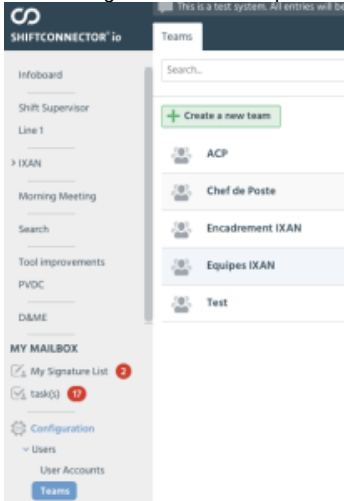 This is a test system. All entries will be
SHIFTCONNECTOR® io
Teams
Infoboard
Search...
Shift Supervisor
Line 1
Create a new team
> IXAN
ACP
Morning Meeting
Chef de Poste
Search
Encadrement IXAN
Tool improvements
Equipes IXAN
PVDC
Test
D&ME
MY MAILBOX
My Signature List 2
task(s) 17
Configuration
Users
User Accounts
Teams